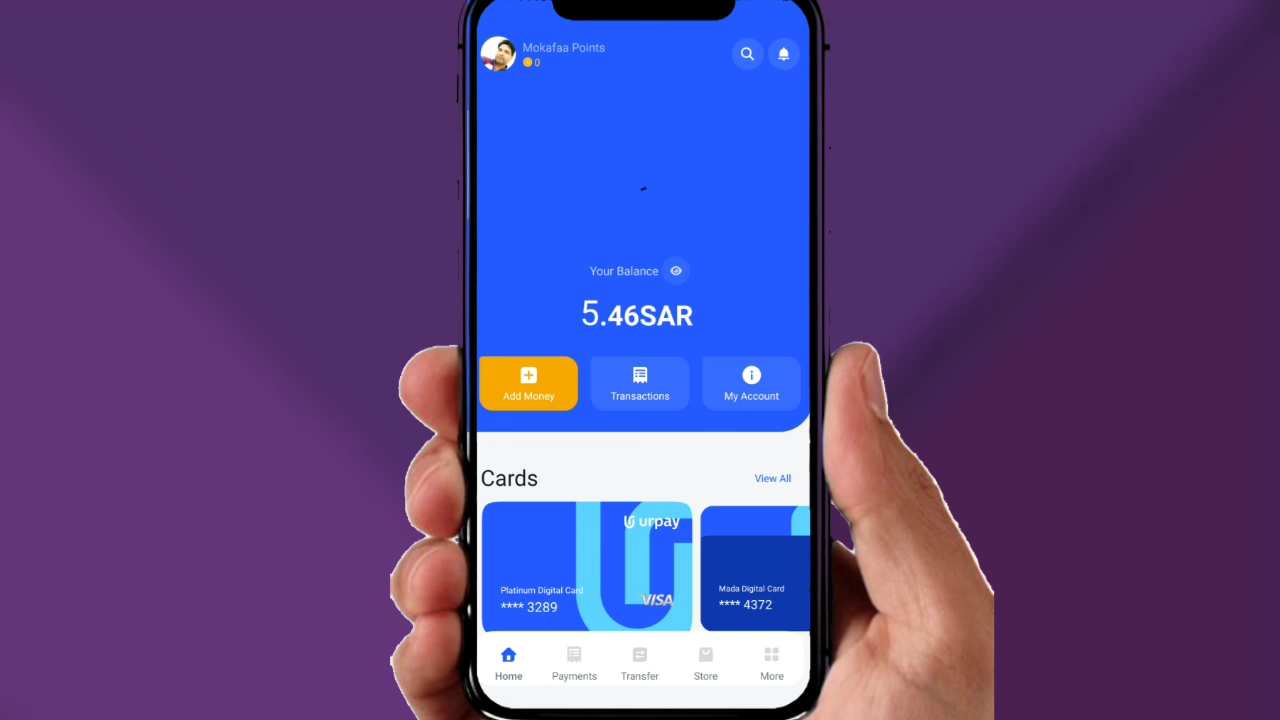 Mokafaa Points
0
Your Balance
5.46SAR
Add Money
Transactions
My Account
Cards
View All
urpay
Platinum Digital Card
**** 3289
VISA
Mada Digital Card
**** 4372
Home
Payments
Transfer
Store
More